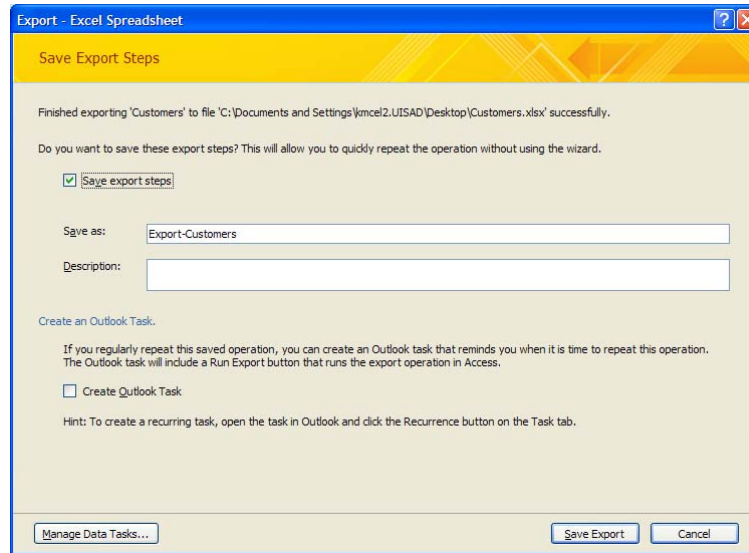 Export - Excel Spreadsheet
Save Export Steps
Finished exporting 'Customers' to file 'C:\Documents and Settings\kmcel2.UISAD\Desktop\Customers.xlsx' successfully.
Do you want to save these export steps? This will allow you to quickly repeat the operation without using the wizard.
Save export steps
Save as: Export-Customers
Description:
Create an Outlook Task.
If you regularly repeat this saved operation, you can create an Outlook task that reminds you when it is time to repeat this operation.
The Outlook task will include a Run Export button that runs the export operation in Access.
Create Outlook Task
Hint: To create a recurring task, open the task in Outlook and click the Recurrence button on the Task tab.
Manage Data Tasks... Save Export Cancel